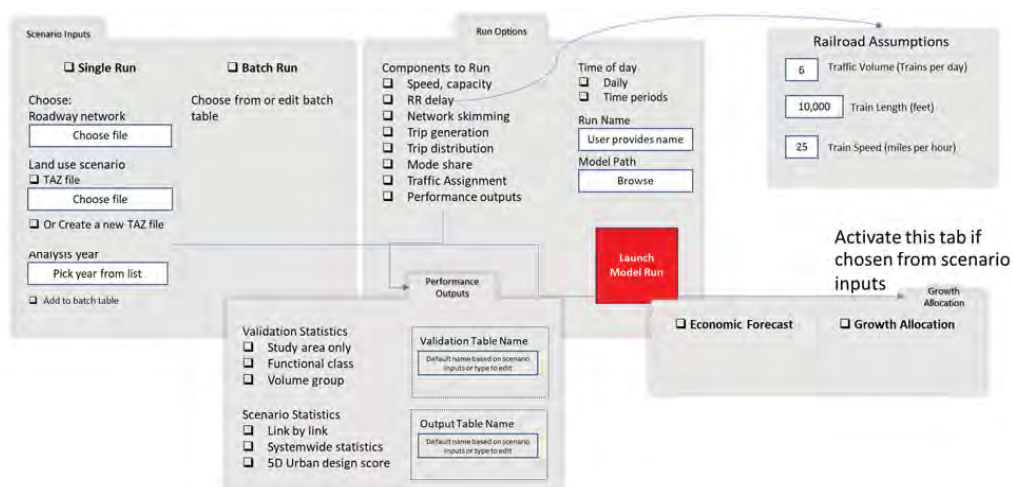 Scenario Inputs
❑ Single Run
❑ Batch Run
Choose:
Roadway network
Choose file
Land use scenario
❑ TAZ file
Choose file
❑ Or Create a new TAZ file
Analysis year
Pick year from list
❑ Add to batch table
Choose from or edit batch
table
Run Options
Components to Run
❑ Speed, capacity
❑ RR delay
❑ Network skimming
❑ Trip generation
❑ Trip distribution
❑ Mode share
❑ Traffic Assignment
❑ Performance outputs
Time of day
❑ Daily
❑ Time periods
Run Name
User provides name
Model Path
Browse
Launch
Model Run
Railroad Assumptions
6 Traffic Volume (Trains per day)
10,000 Train Length (feet)
25 Train Speed (miles per hour)
Activate this tab if
chosen from scenario
inputs
Growth
Allocation
❑ Economic Forecast
❑ Growth Allocation
Performance
Outputs
Validation Statistics
❑ Study area only
❑ Functional class
❑ Volume group
Validation Table Name
Default name based on scenario
inputs or type to edit
Scenario Statistics
❑ Link by link
❑ Systemwide statistics
❑ 5D Urban design score
Output Table Name
Default name based on scenario
inputs or type to edit